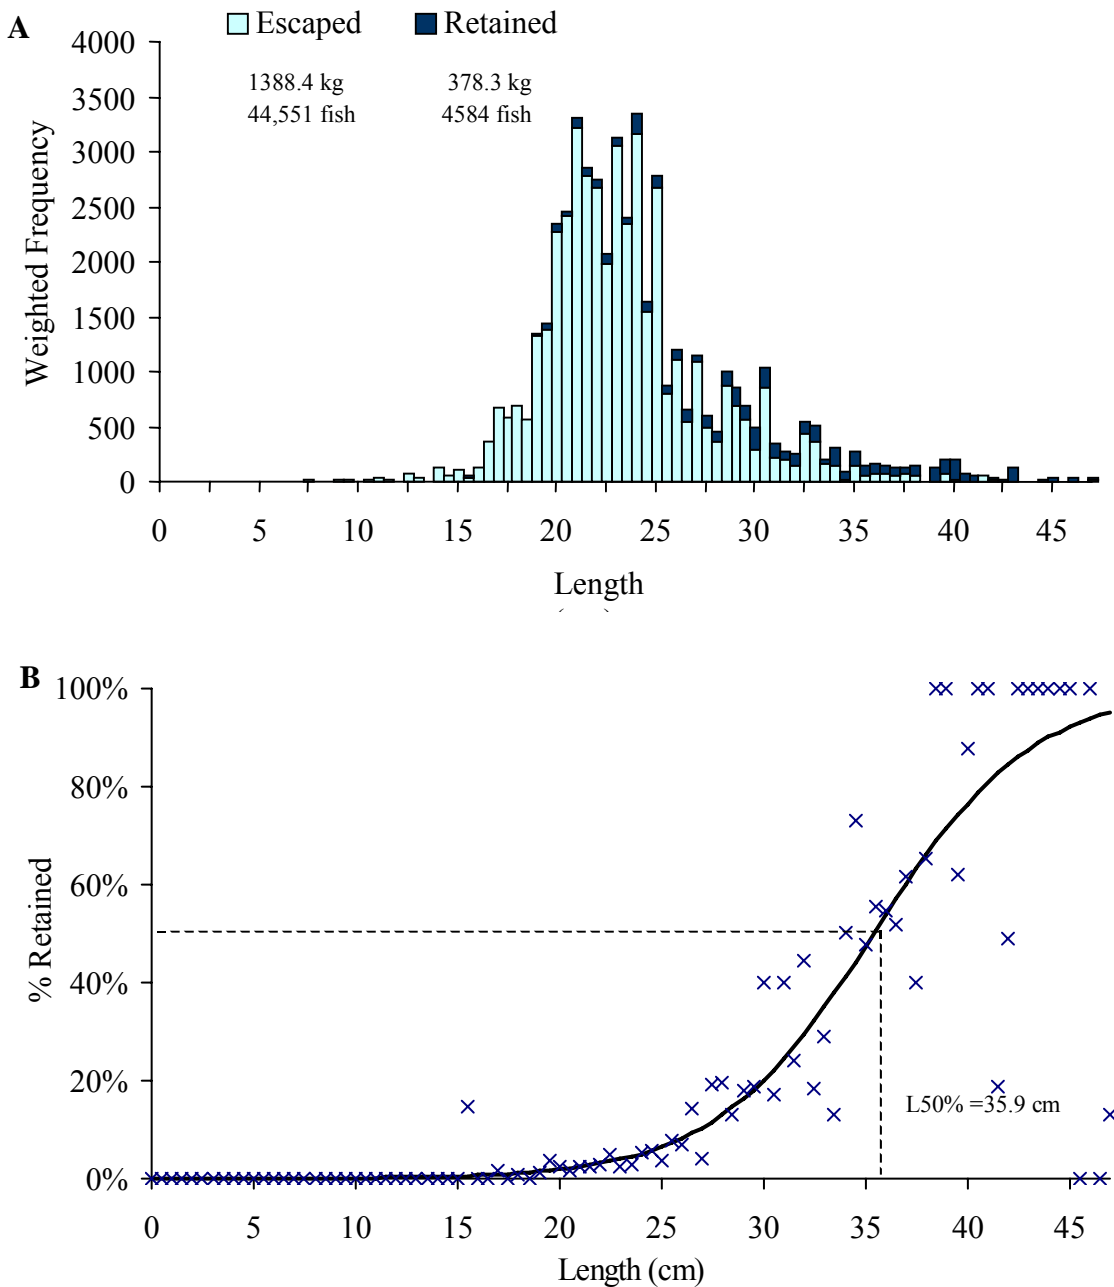 A
Escaped Retained
1388.4 kg 378.3 kg
44,551 fish 4584 fish
4000
3500
3000
2500
2000
1500
1000
500
0
Weighted Frequency
0 5 10 15 20 25 30 35 40 45
Length
B
100%
80%
60%
40%
20%
0%
% Retained
L50% =35.9 cm
0 5 10 15 20 25 30 35 40 45
Length (cm)